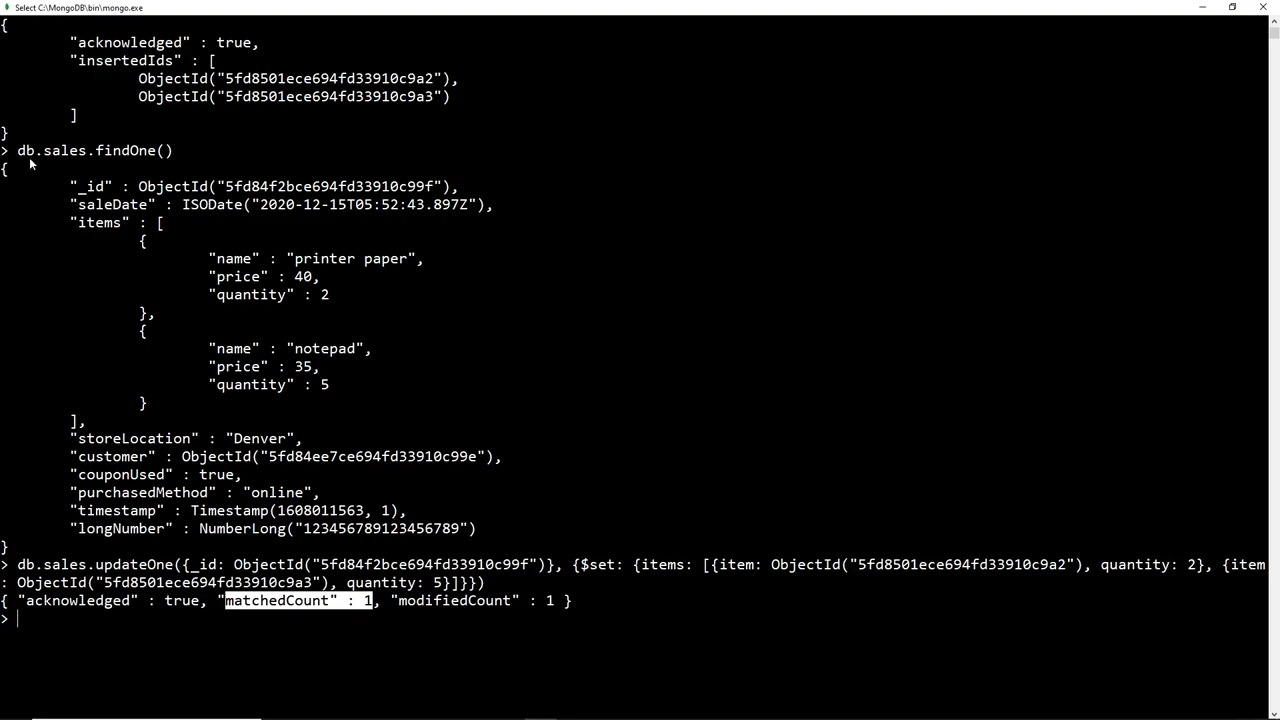 Select C:\MongoDB\bin\mongo.exe
{
"acknowledged" : true,
"insertedIds" : [
ObjectId("5fd8501ece694fd33910c9a2"),
ObjectId("5fd8501ece694fd33910c9a3")
]
}
> db.sales.findOne()
{
"_id" : ObjectId("5fd84f2bce694fd33910c99f"),
"saleDate" : ISODate("2020-12-15T05:52:43.897Z"),
"items" : [
{
"name" : "printer paper",
"price" : 40,
"quantity" : 2
},
{
"name" : "notepad",
"price" : 35,
"quantity" : 5
}
],
"storeLocation" : "Denver",
"customer" : ObjectId("5fd84ee7ce694fd33910c99e"),
"couponUsed" : true,
"purchasedMethod" : "online",
"timestamp" : Timestamp(1608011563, 1),
"longNumber" : NumberLong("123456789123456789")
}
> db.sales.updateOne({_id: ObjectId("5fd84f2bce694fd33910c99f")}, {$set: {items: [{item: ObjectId("5fd8501ece694fd33910c9a2"), quantity: 2}, {item
: ObjectId("5fd8501ece694fd33910c9a3"), quantity: 5}]}})
{ "acknowledged" : true, "matchedCount" : 1, "modifiedCount" : 1 }
>